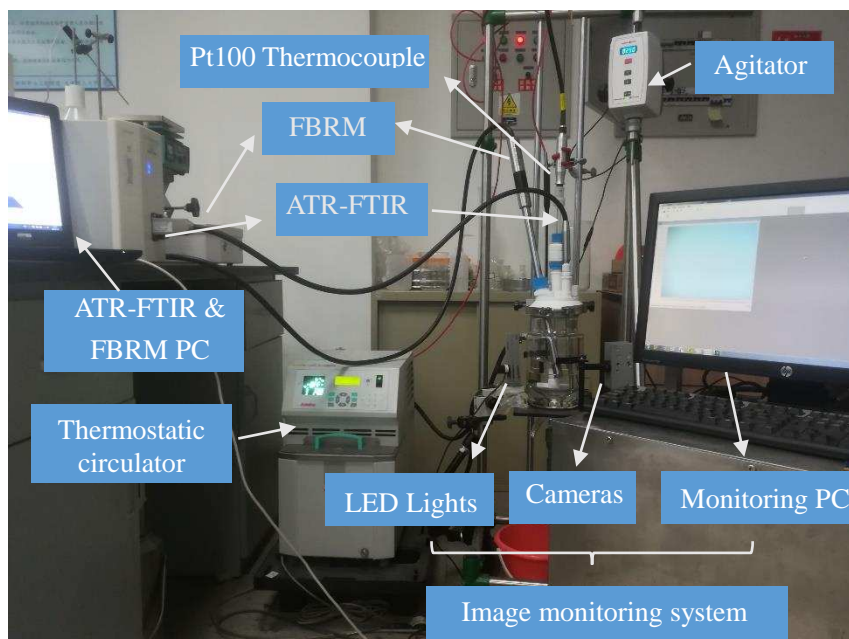 Pt100 Thermocouple
Agitator
FBRM
ATR-FTIR
ATR-FTIR &
FBRM PC
Thermostatic
circulator
LED Lights
Cameras
Monitoring PC
Image monitoring system
hp